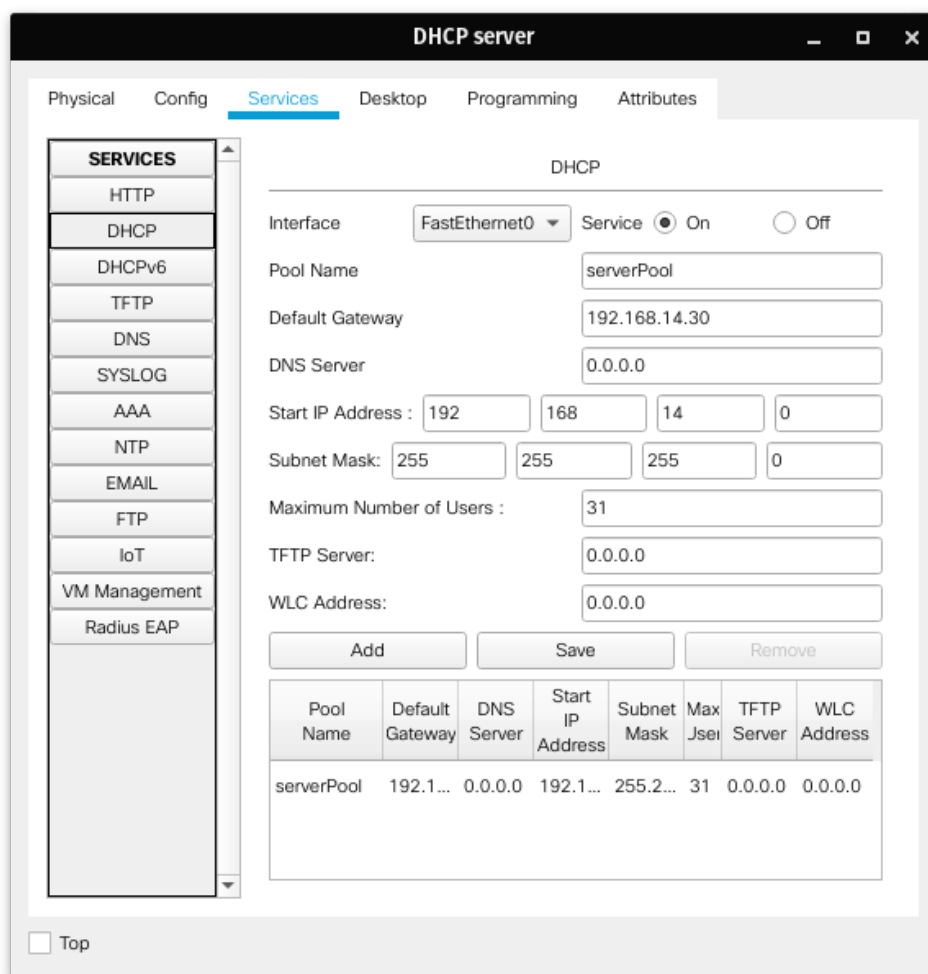 DHCP server
Physical Config Services Desktop Programming Attributes
SERVICES
HTTP
DHCP
DHCPv6
TFTP
DNS
SYSLOG
AAA
NTP
EMAIL
FTP
IoT
VM Management
Radius EAP
DHCP
Interface FastEthernet0 Service On Off
Pool Name serverPool
Default Gateway 192.168.14.30
DNS Server 0.0.0.0
Start IP Address : 192 168 14 0
Subnet Mask: 255 255 255 0
Maximum Number of Users : 31
TFTP Server: 0.0.0.0
WLC Address: 0.0.0.0
Add Save Remove
Pool Name Default Gateway DNS Server Start IP Address Subnet Mask Max User TFTP Server WLC Address
serverPool 192.1... 0.0.0.0 192.1... 255.2... 31 0.0.0.0 0.0.0.0
Top